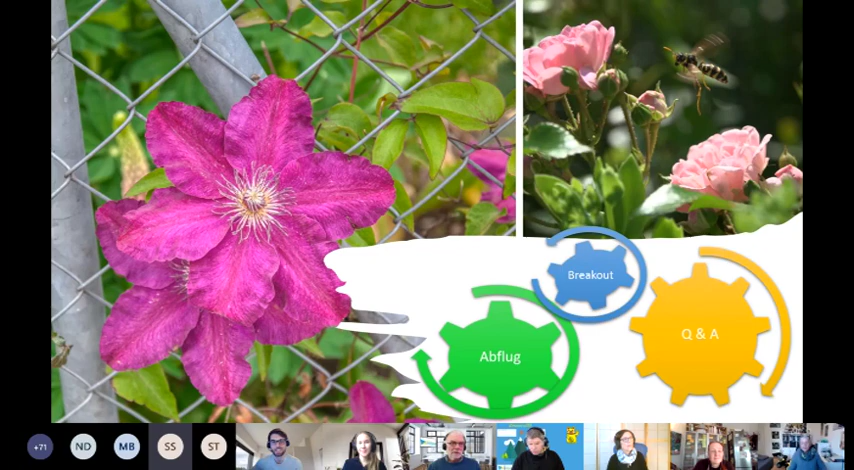 Breakout
Q & A
Abflug
+71
ND
MB
SS
ST